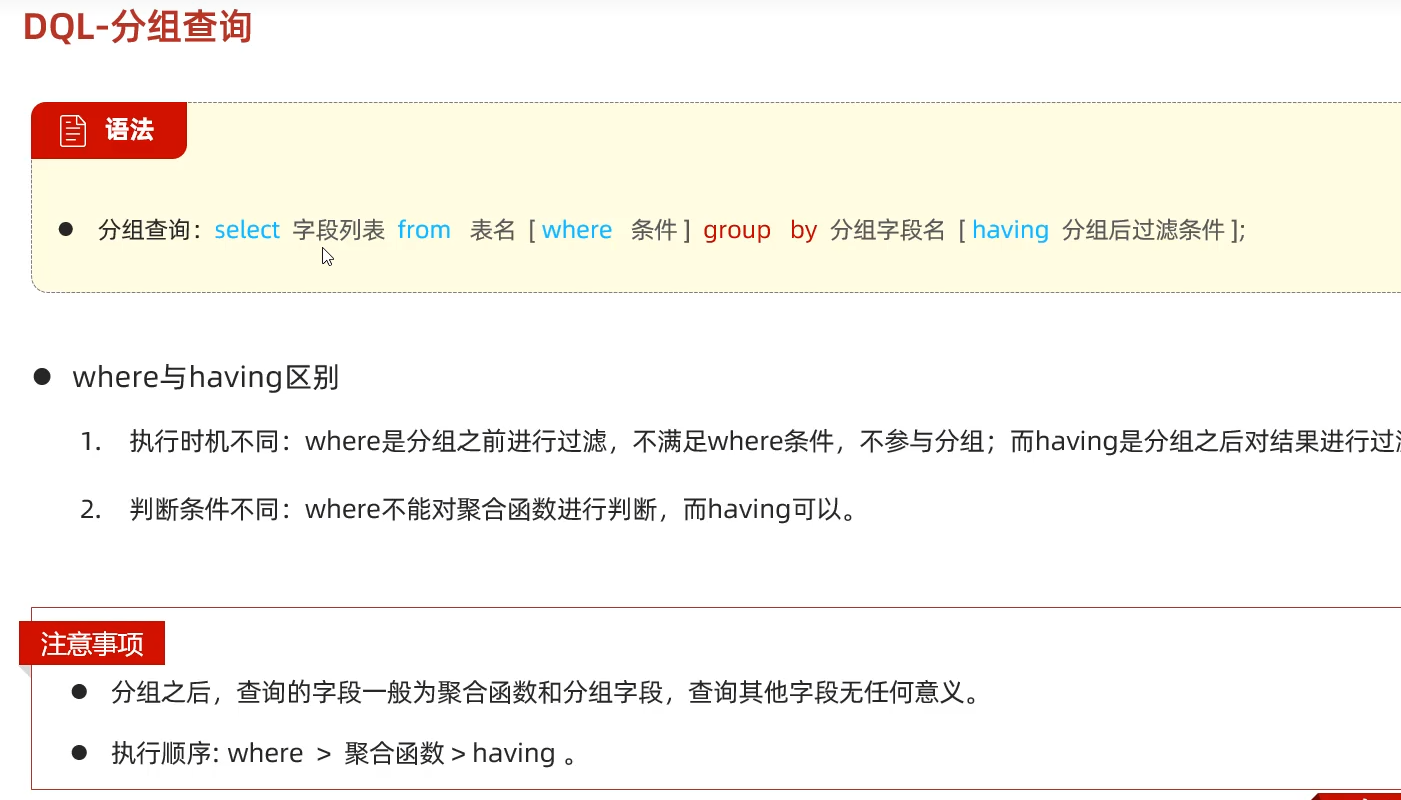 DQL-分组查询
语法
● 分组查询：select 字段列表 from 表名 [ where 条件 ] group by 分组字段名 [ having 分组后过滤条件 ];
● where与having区别
1. 执行时机不同：where是分组之前进行过滤，不满足where条件，不参与分组；而having是分组之后对结果进行过
2. 判断条件不同：where不能对聚合函数进行判断，而having可以。
注意事项
● 分组之后，查询的字段一般为聚合函数和分组字段，查询其他字段无任何意义。
● 执行顺序: where > 聚合函数 > having 。